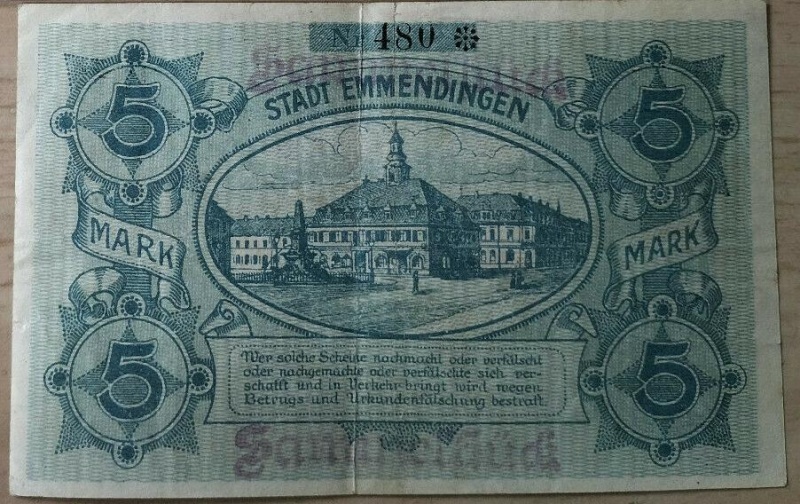 Nr 480
STADT EMMENDINGEN
5
5
MARK
MARK
5
5
Wer solche Scheine nachmacht oder verfälscht
oder nachgemachte oder verfälschte sich ver-
schafft und in Verkehr bringt wird wegen
Betrugs und Urkundenfälschung bestraft.